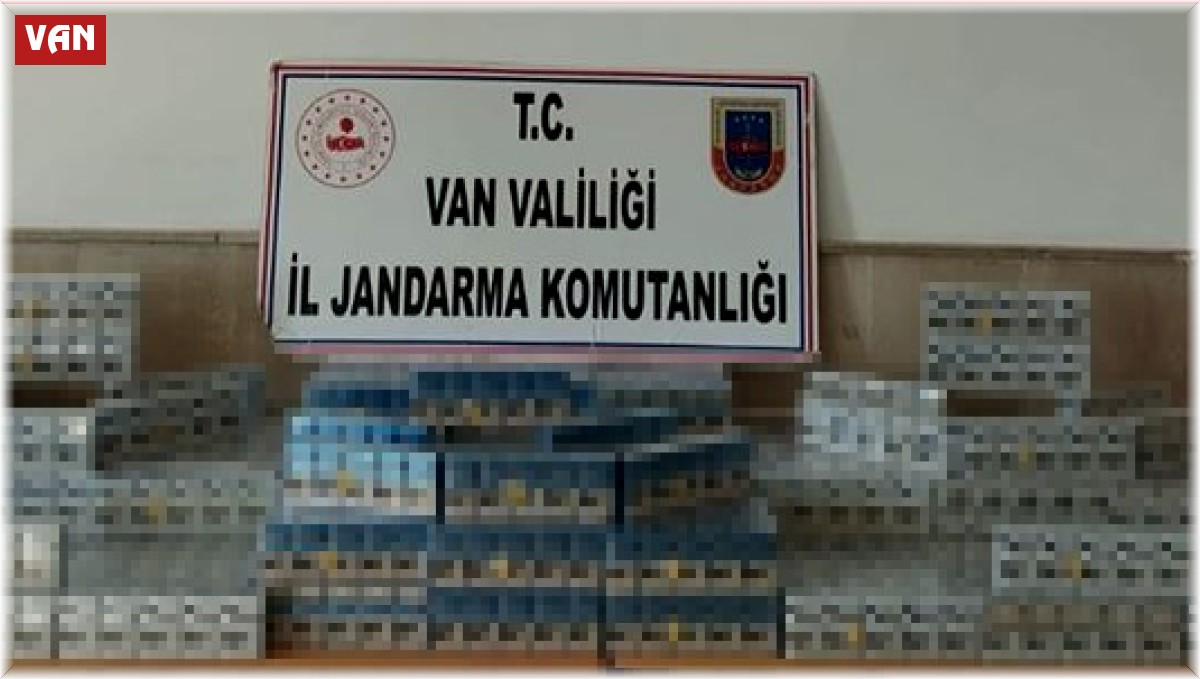 VAN
T.C.
VAN VALİLİĞİ
İL JANDARMA KOMUTANLIĞI